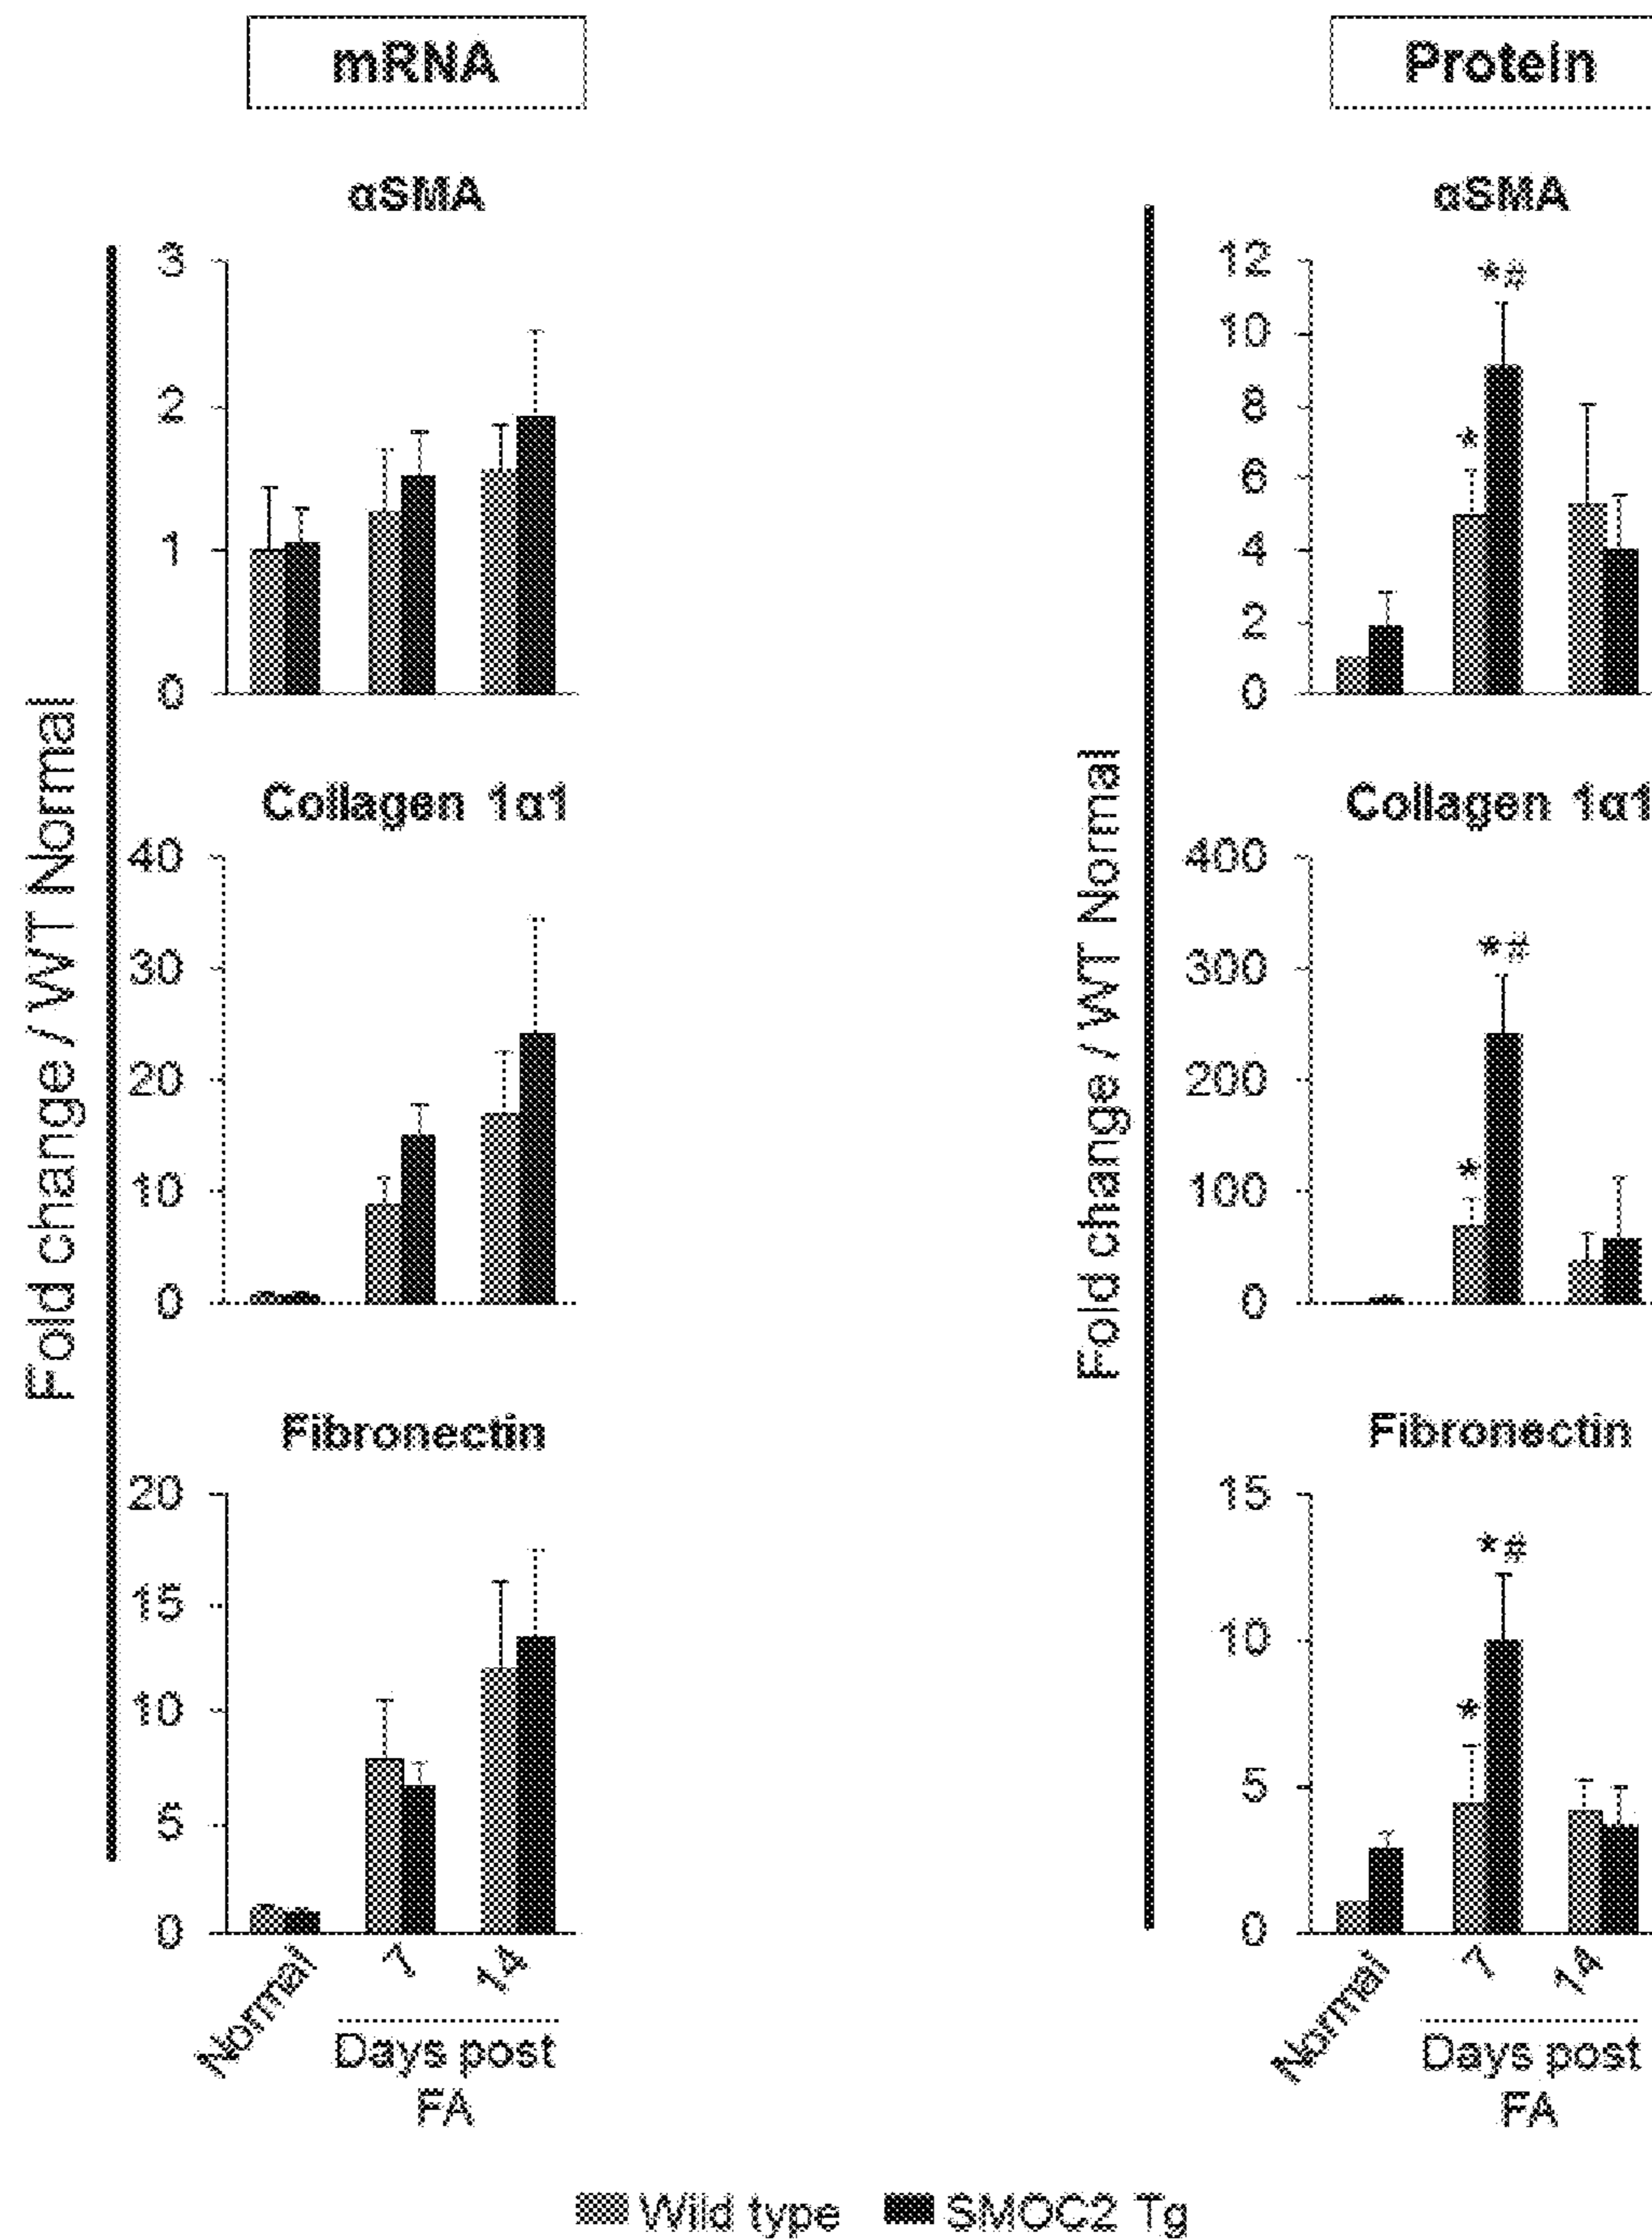 mRNA
Protein
αSMA
αSMA
3
2
1
0
12
10
8
6
4
2
0
*
*#
Fold change / WT Normal
Fold change / WT Normal
Collagen 1α1
Collagen 1α1
40
30
20
10
0
400
300
200
100
0
*
*#
Fibronectin
Fibronectin
20
15
10
5
0
15
10
5
0
*
*#
Normal 7 14
Normal 7 14
Days post
FA
Days post
FA
Wild type SMOC2 Tg